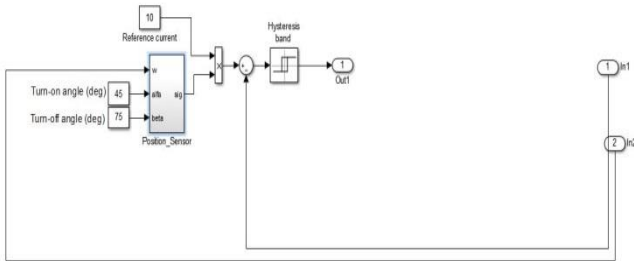 10
Reference current
Hysteresis
band
w
Turn-on angle (deg)
45
alfa
sig
Turn-off angle (deg)
75
beta
Position_Sensor
X
+
-
1
Out1
1
In1
2
In2